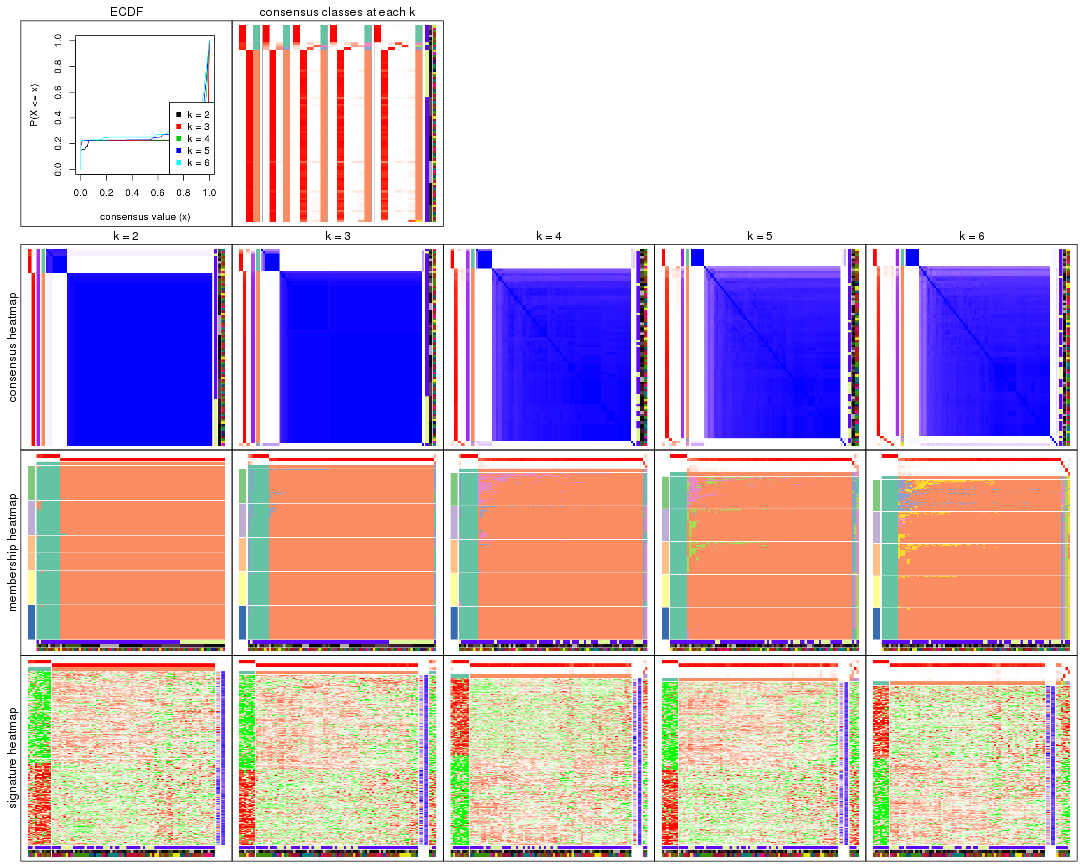 ECDF
consensus classes at each k
P(X <= x)
0.0
0.2
0.4
0.6
0.8
1.0
k = 2
k = 3
k = 4
k = 5
k = 6
0.0 0.2 0.4 0.6 0.8 1.0
consensus value (x)
k = 2
k = 3
k = 4
k = 5
k = 6
consensus heatmap
membership heatmap
signature heatmap